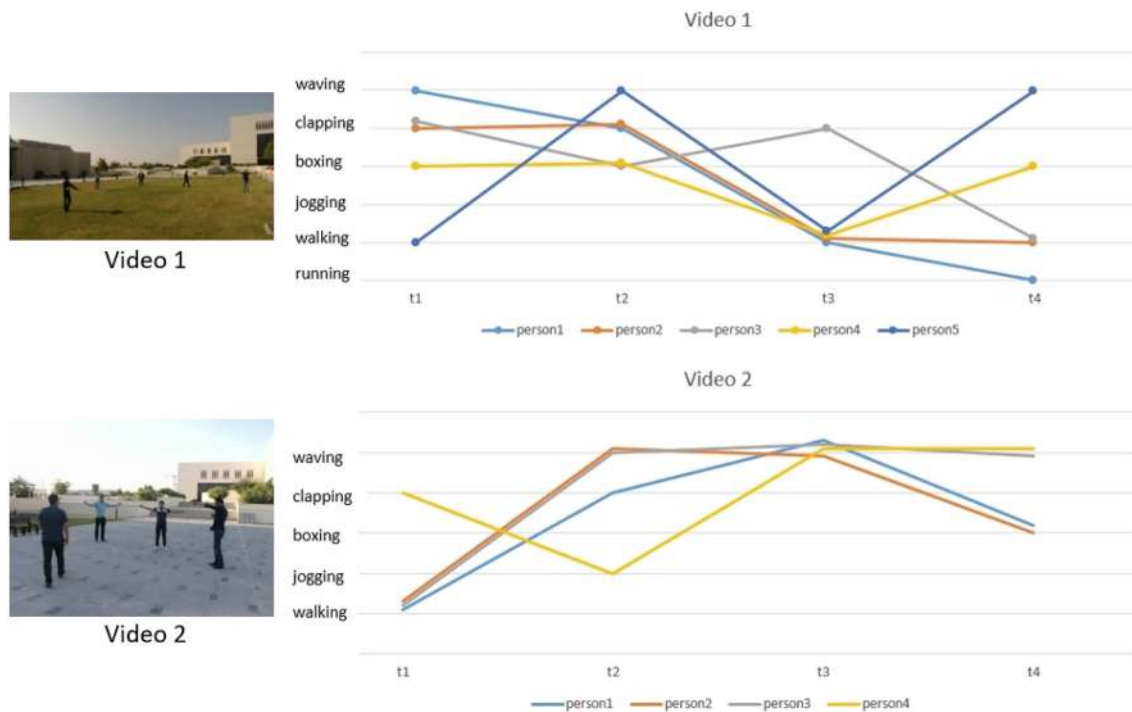 Video 1
waving
clapping
boxing
jogging
walking
running
Video 1
t1 t2 t3 t4
person1 person2 person3 person4 person5
Video 2
waving
clapping
boxing
jogging
walking
Video 2
t1 t2 t3 t4
person1 person2 person3 person4